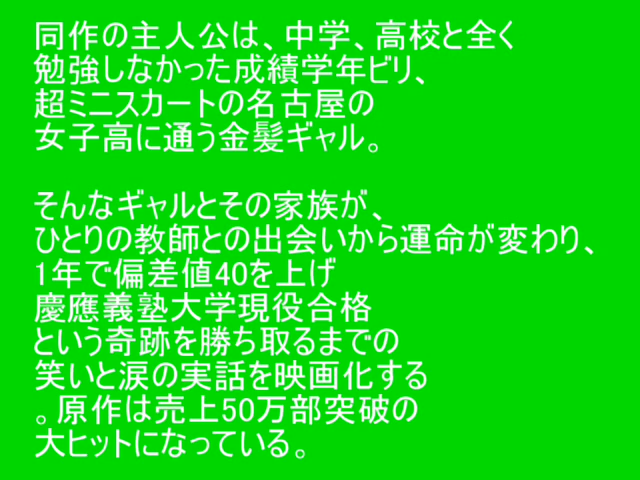 同作の主人公は、中学、高校と全く
勉強しなかった成績学年ビリ、
超ミニスカートの名古屋の
女子高に通う金髪ギャル。
そんなギャルとその家族が、
ひとりの教師との出会いから運命が変わり、
1年で偏差値40を上げ
慶應義塾大学現役合格
という奇跡を勝ち取るまでの
笑いと涙の実話を映画化する
。原作は売上50万部突破の
大ヒットになっている。